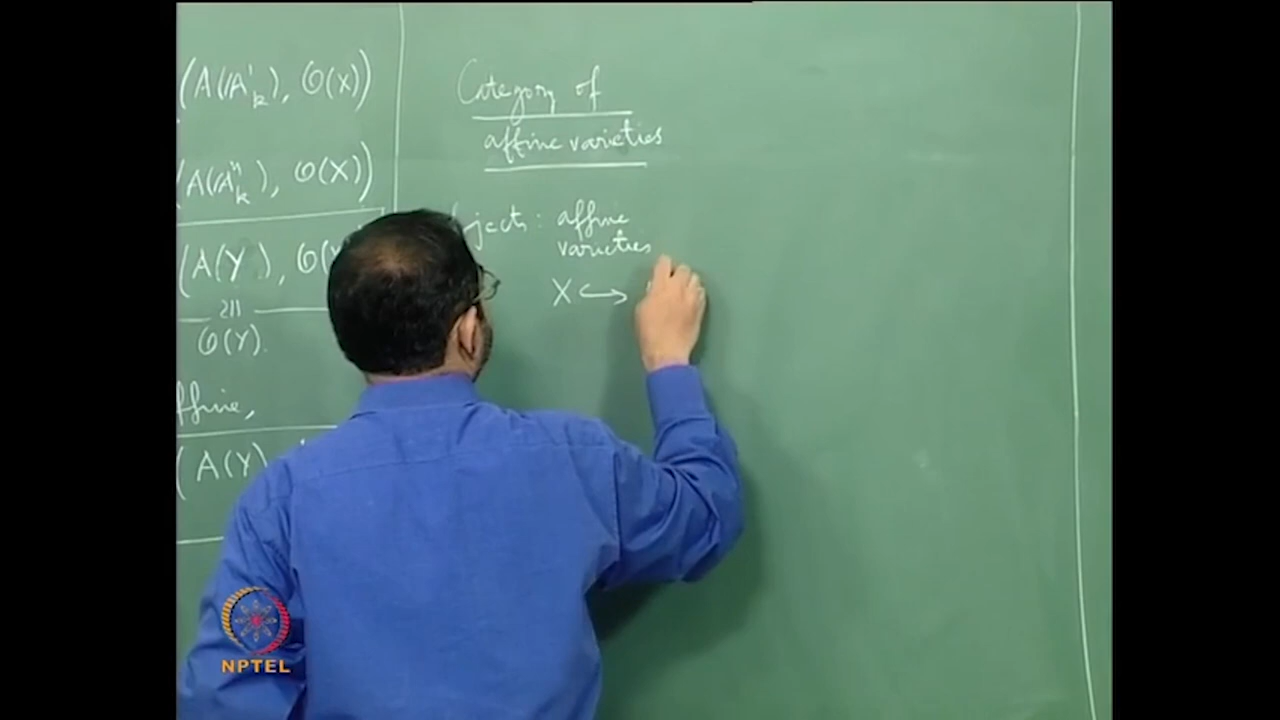 (A(𝔸¹ₖ), O(X))
(A(𝔸ⁿₖ), O(X))
(A(Y), O(
O(Y).
ffine,
(A(Y)
Category of
affine varieties
jects: affine
varieties
X ↪
NPTEL